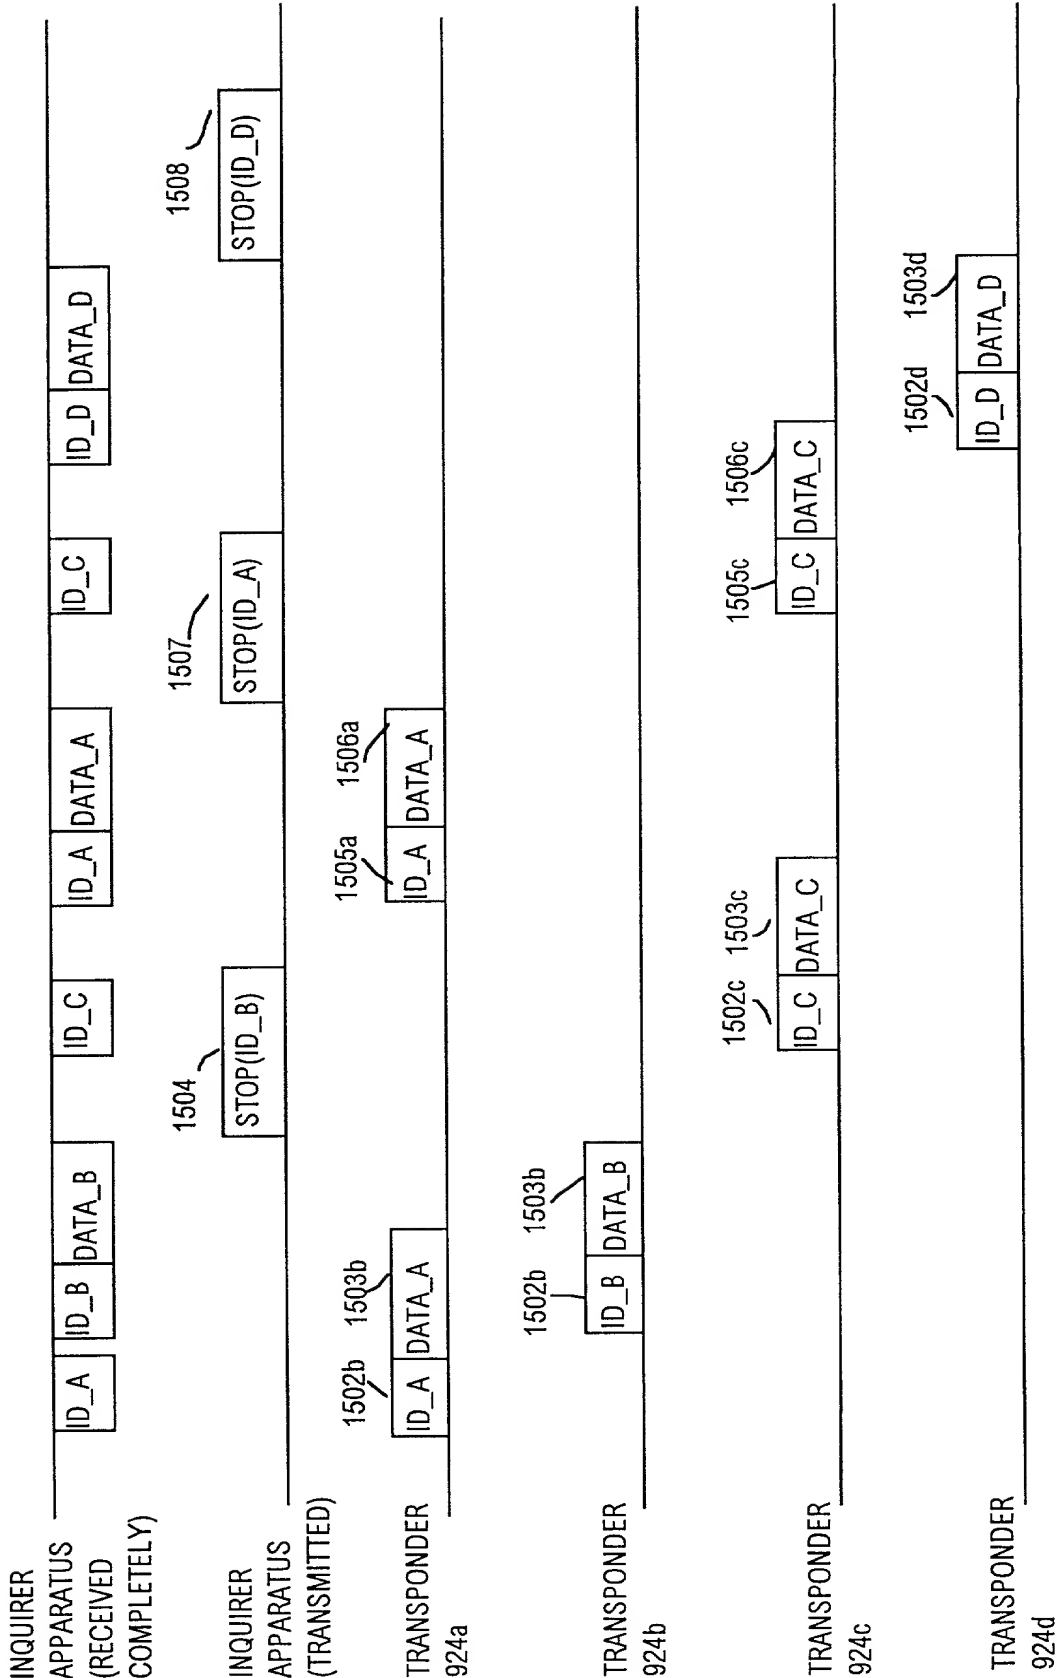 INQUIRER
APPARATUS
(RECEIVED
COMPLETELY)
ID_A
ID_B
DATA_B
ID_C
ID_A
DATA_A
ID_C
ID_D
DATA_D
INQUIRER
APPARATUS
(TRANSMITTED)
1504
STOP(ID_B)
1507
STOP(ID_A)
1508
STOP(ID_D)
TRANSPONDER
924a
1502b
ID_A
1503b
DATA_A
1505a
ID_A
1506a
DATA_A
TRANSPONDER
924b
1502b
ID_B
1503b
DATA_B
TRANSPONDER
924c
1502c
ID_C
1503c
DATA_C
1505c
ID_C
1506c
DATA_C
TRANSPONDER
924d
1502d
ID_D
1503d
DATA_D